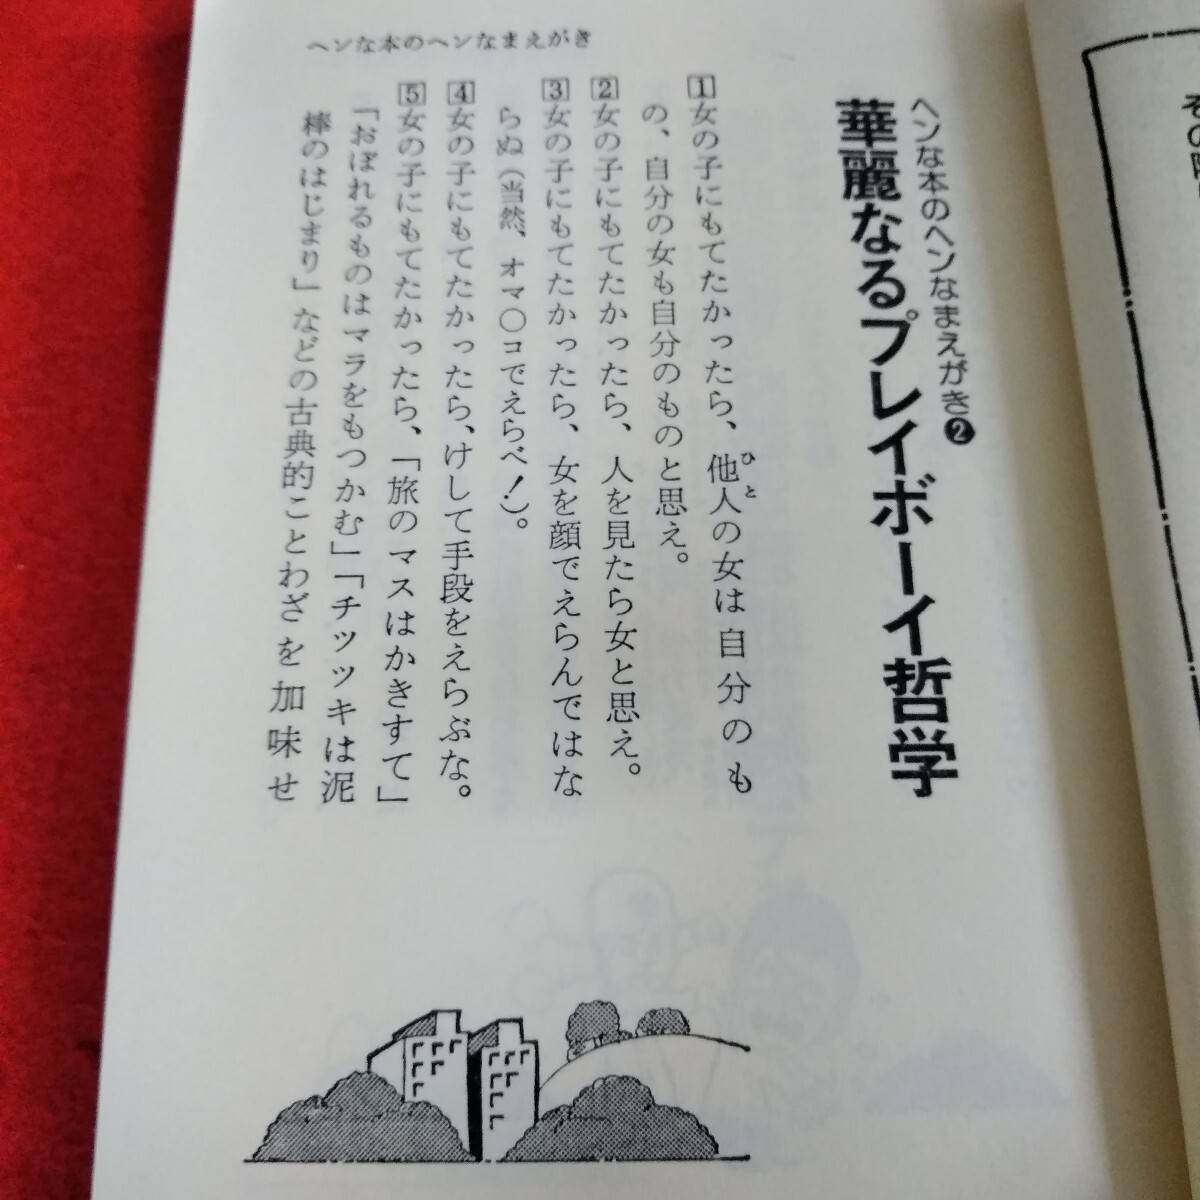 ヘンな本のヘンなまえがき
ヘンな本のヘンなまえがき❷
華麗なるプレイボーイ哲学
1女の子にもてたかったら、他人の女は自分のも
ひと
の、自分の女も自分のものと思え。
2女の子にもてたかったら、人を見たら女と思え。
3女の子にもてたかったら、女を顔でえらんではな
らぬ(当然、オマ〇コでえらべ!)。
4女の子にもてたかったら、けして手段をえらぶな。
5女の子にもてたかったら、「旅のマスはかきすて」
「おぼれるものはマラをもつかむ」「チツッキは泥
棒のはじまり」などの古典的ことわざを加味せ